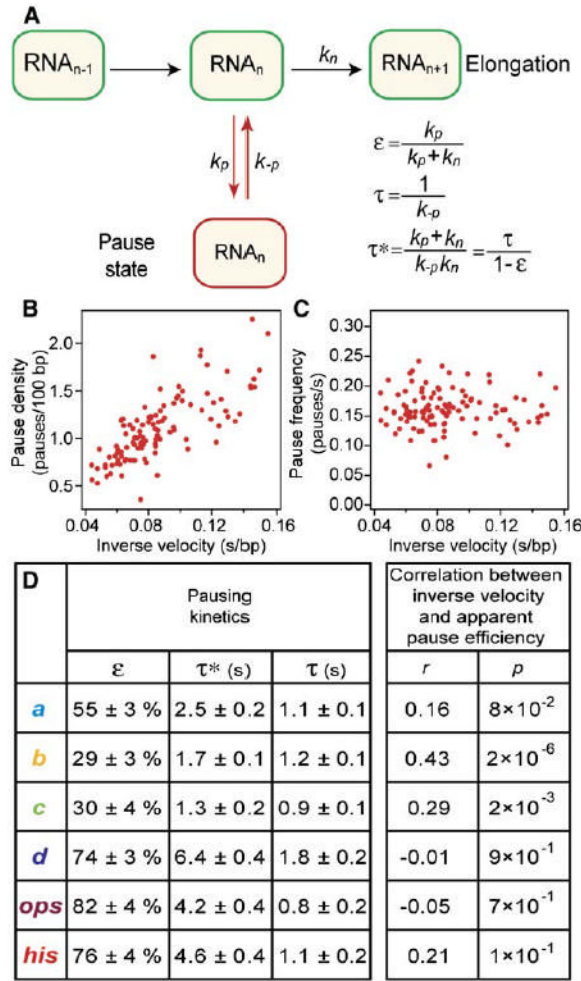 A
RNAn-1
RNAn
kn
RNAn+1
Elongation
kp
k-p
Pause
state
RNAn
ε = kp / kp + kn
τ = 1 / k-p
τ* = kp + kn / k-p kn = τ / 1 - ε
B
Pause density
(pauses/100 bp)
2.0
1.5
1.0
0.5
0.04 0.08 0.12 0.16
Inverse velocity (s/bp)
C
Pause frequency
(pauses/s)
0.30
0.25
0.20
0.15
0.10
0.05
0.00
0.04 0.08 0.12 0.16
Inverse velocity (s/bp)
D
Pausing
kinetics
Correlation between
inverse velocity
and apparent
pause efficiency
ε τ* (s) τ (s) r p
a 55 ± 3 % 2.5 ± 0.2 1.1 ± 0.1 0.16 8×10-2
b 29 ± 3 % 1.7 ± 0.1 1.2 ± 0.1 0.43 2×10-6
c 30 ± 4 % 1.3 ± 0.2 0.9 ± 0.1 0.29 2×10-3
d 74 ± 3 % 6.4 ± 0.4 1.8 ± 0.2 -0.01 9×10-1
ops 82 ± 4 % 4.2 ± 0.4 0.8 ± 0.2 -0.05 7×10-1
his 76 ± 4 % 4.6 ± 0.4 1.1 ± 0.2 0.21 1×10-1